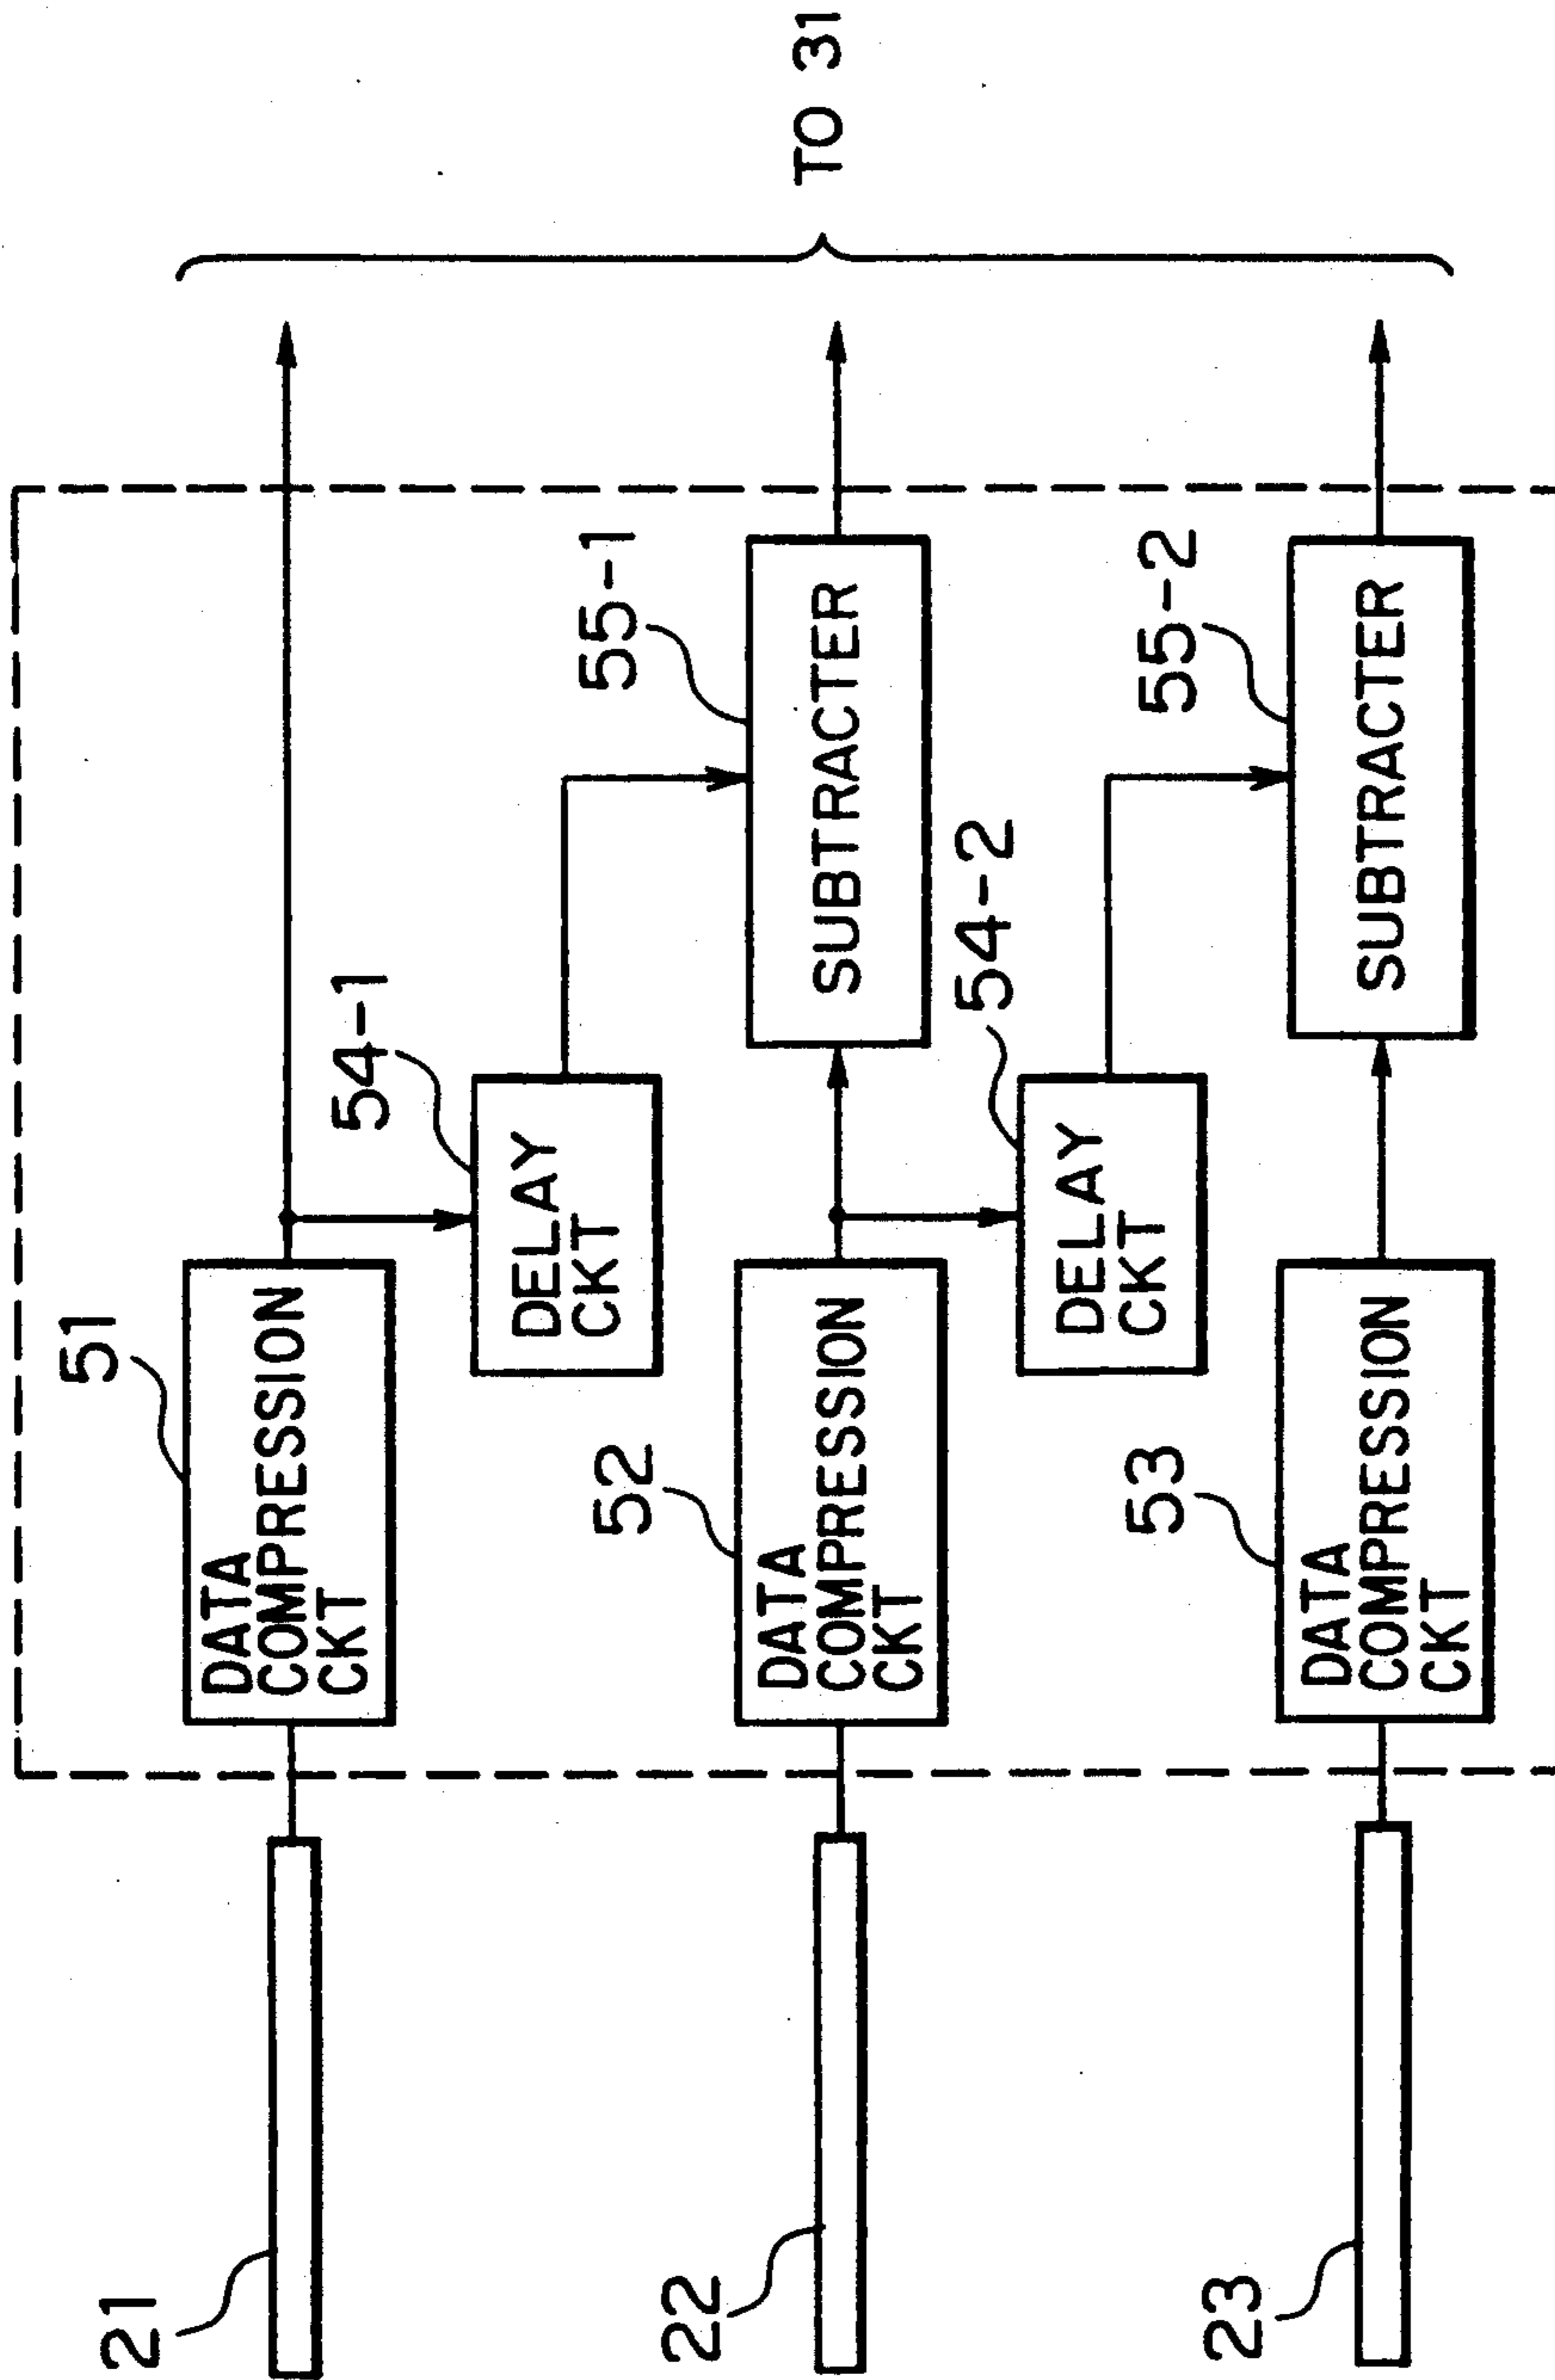 21
51
DATA
COMPRESSION
CKT
54-1
DELAY
CKT
55-1
SUBTRACTER
22
52
DATA
COMPRESSION
CKT
54-2
DELAY
CKT
55-2
SUBTRACTER
23
53
DATA
COMPRESSION
CKT
TO 31